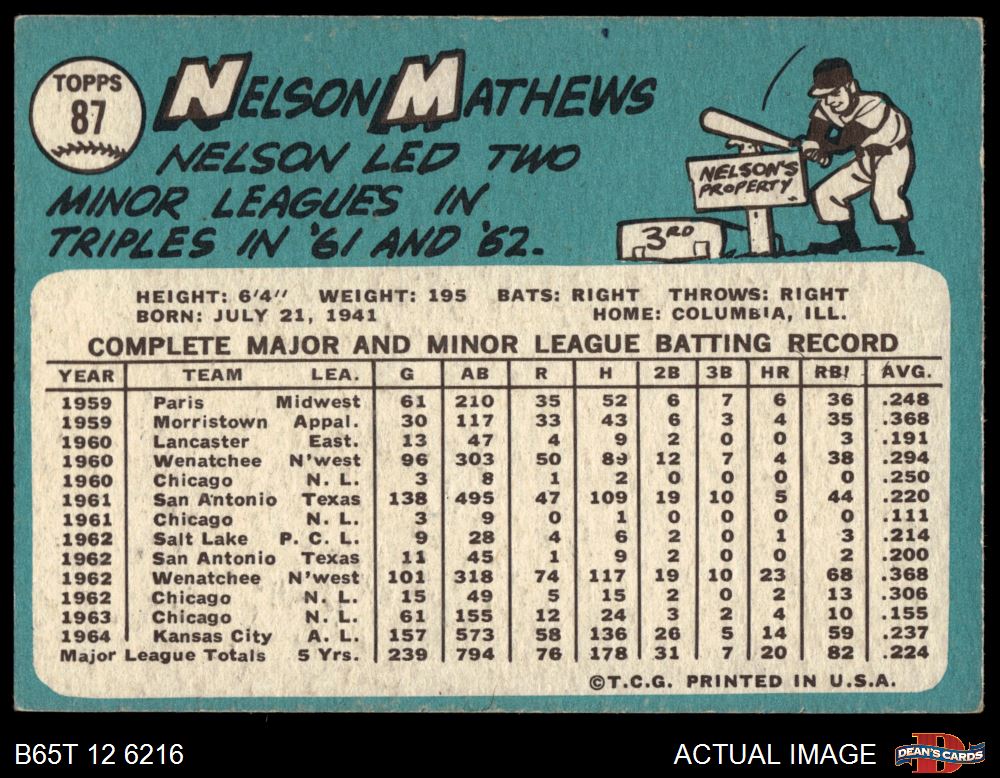 TOPPS
87
NELSON MATHEWS
NELSON LED TWO
MINOR LEAGUES IN
TRIPLES IN '61 AND '62.
NELSON'S
PROPERTY
3RD
HEIGHT: 6'4" WEIGHT: 195 BATS: RIGHT THROWS: RIGHT
BORN: JULY 21, 1941 HOME: COLUMBIA, ILL.
COMPLETE MAJOR AND MINOR LEAGUE BATTING RECORD
YEAR TEAM LEA. G AB R H 2B 3B HR RBI AVG.
1959 Paris Midwest 61 210 35 52 6 7 6 36 .248
1959 Morristown Appal. 30 117 33 43 6 3 4 35 .368
1960 Lancaster East. 13 47 4 9 2 0 0 3 .191
1960 Wenatchee N'west 96 303 50 89 12 7 4 38 .294
1960 Chicago N. L. 3 8 1 2 0 0 0 0 .250
1961 San Antonio Texas 138 495 47 109 19 10 5 44 .220
1961 Chicago N. L. 3 9 0 1 0 0 0 0 .111
1962 Salt Lake P. C. L. 9 28 4 6 2 0 1 3 .214
1962 San Antonio Texas 11 45 1 9 2 0 0 2 .200
1962 Wenatchee N'west 101 318 74 117 19 10 23 68 .368
1962 Chicago N. L. 15 49 5 15 2 0 2 13 .306
1963 Chicago N. L. 61 155 12 24 3 2 4 10 .155
1964 Kansas City A. L. 157 573 58 136 26 5 14 59 .237
Major League Totals 5 Yrs. 239 794 76 178 31 7 20 82 .224
©T.C.G. PRINTED IN U.S.A.
B65T 12 6216 ACTUAL IMAGE
DEAN'S CARDS